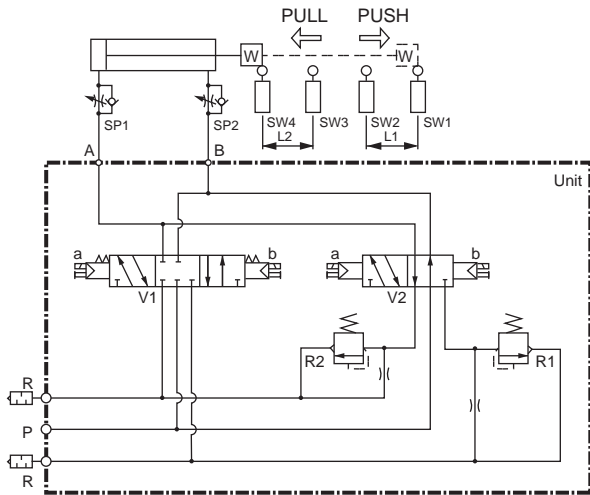 PULL PUSH
W W
SP1 SP2 SW4 SW3 SW2 SW1
L2 L1
A B
Unit
a b a b
V1 V2
R2 R1
R
P
R